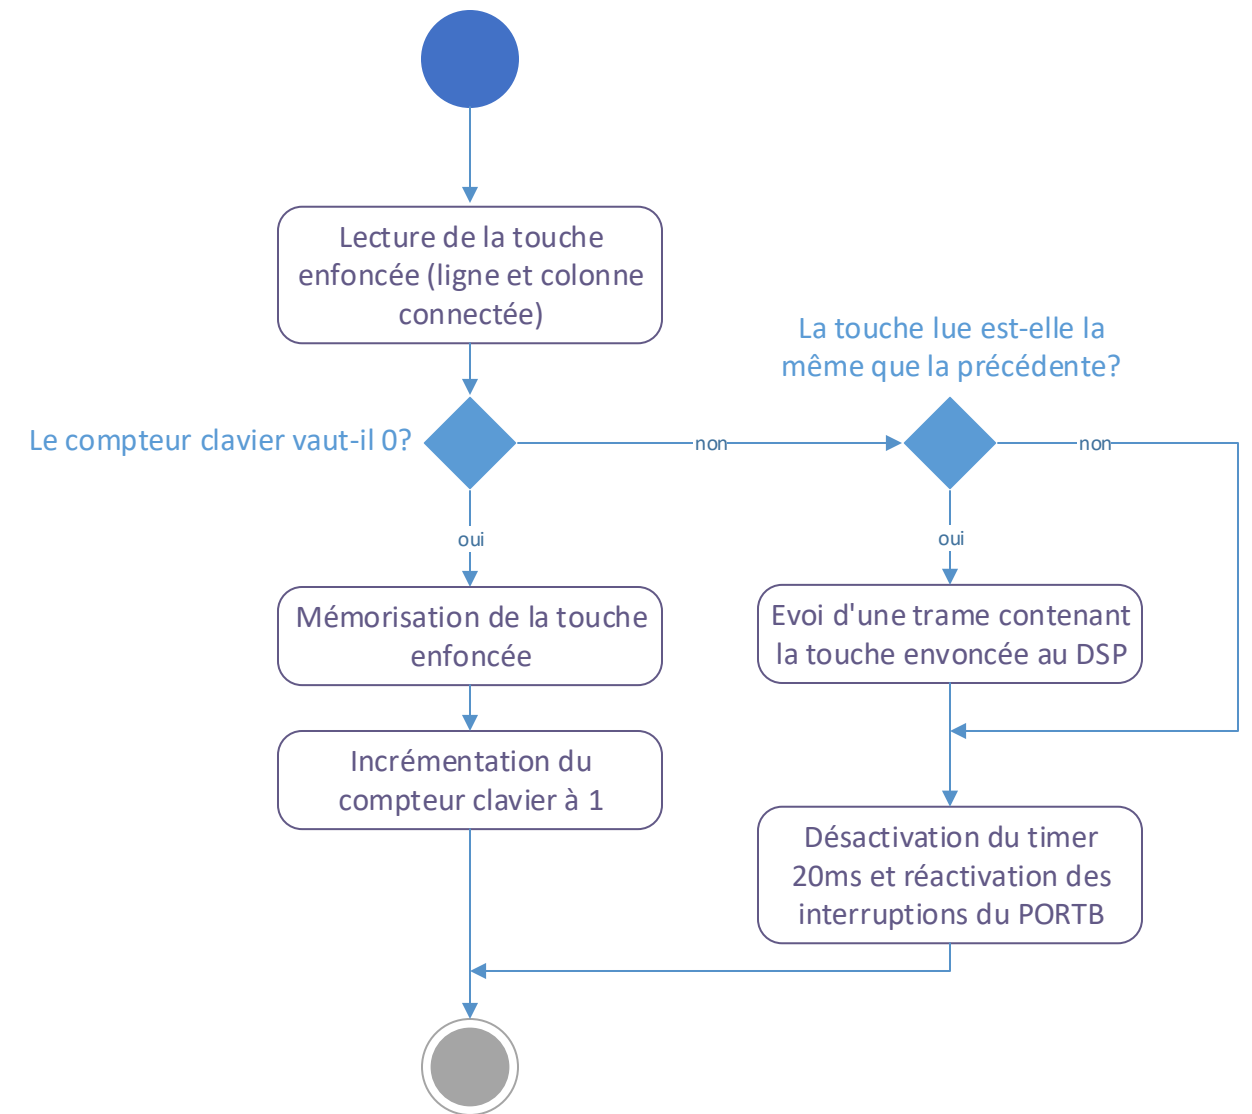 Lecture de la touche
enfoncée (ligne et colonne
connectée)
La touche lue est-elle la
même que la précédente?
Le compteur clavier vaut-il 0?
non
non
oui
oui
Mémorisation de la touche
enfoncée
Evoi d'une trame contenant
la touche envoncée au DSP
Incrémentation du
compteur clavier à 1
Désactivation du timer
20ms et réactivation des
interruptions du PORTB